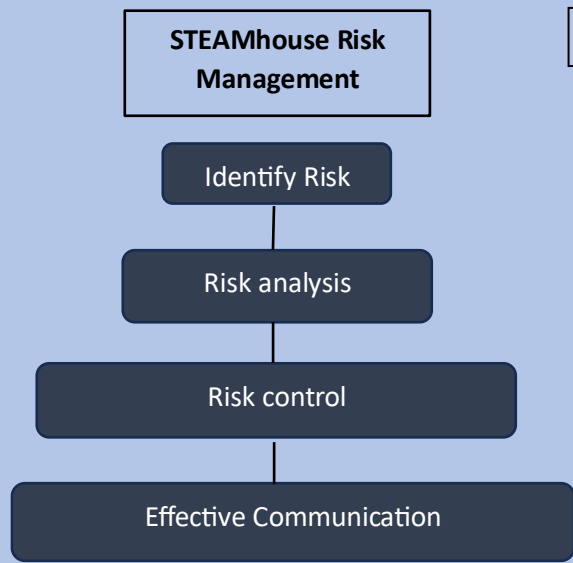 STEAMhouse Risk
Management
Identify Risk
Risk analysis
Risk control
Effective Communication